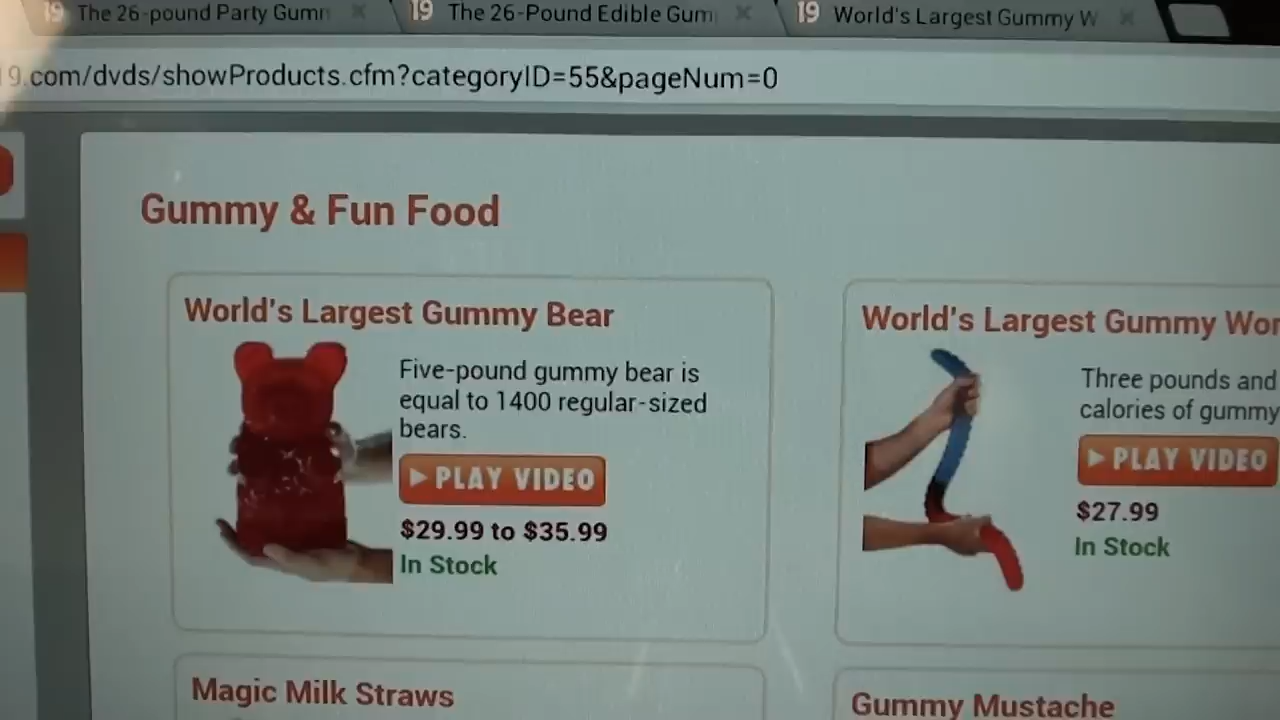 19 The 26-pound Party Gumm
19 The 26-Pound Edible Gum
19 World's Largest Gummy W
9.com/dvds/showProducts.cfm?categoryID=55&pageNum=0
Gummy & Fun Food
World's Largest Gummy Bear
Five-pound gummy bear is
equal to 1400 regular-sized
bears.
PLAY VIDEO
$29.99 to $35.99
In Stock
World's Largest Gummy Wor
Three pounds and
calories of gummy
PLAY VIDEO
$27.99
In Stock
Magic Milk Straws
Gummy Mustache